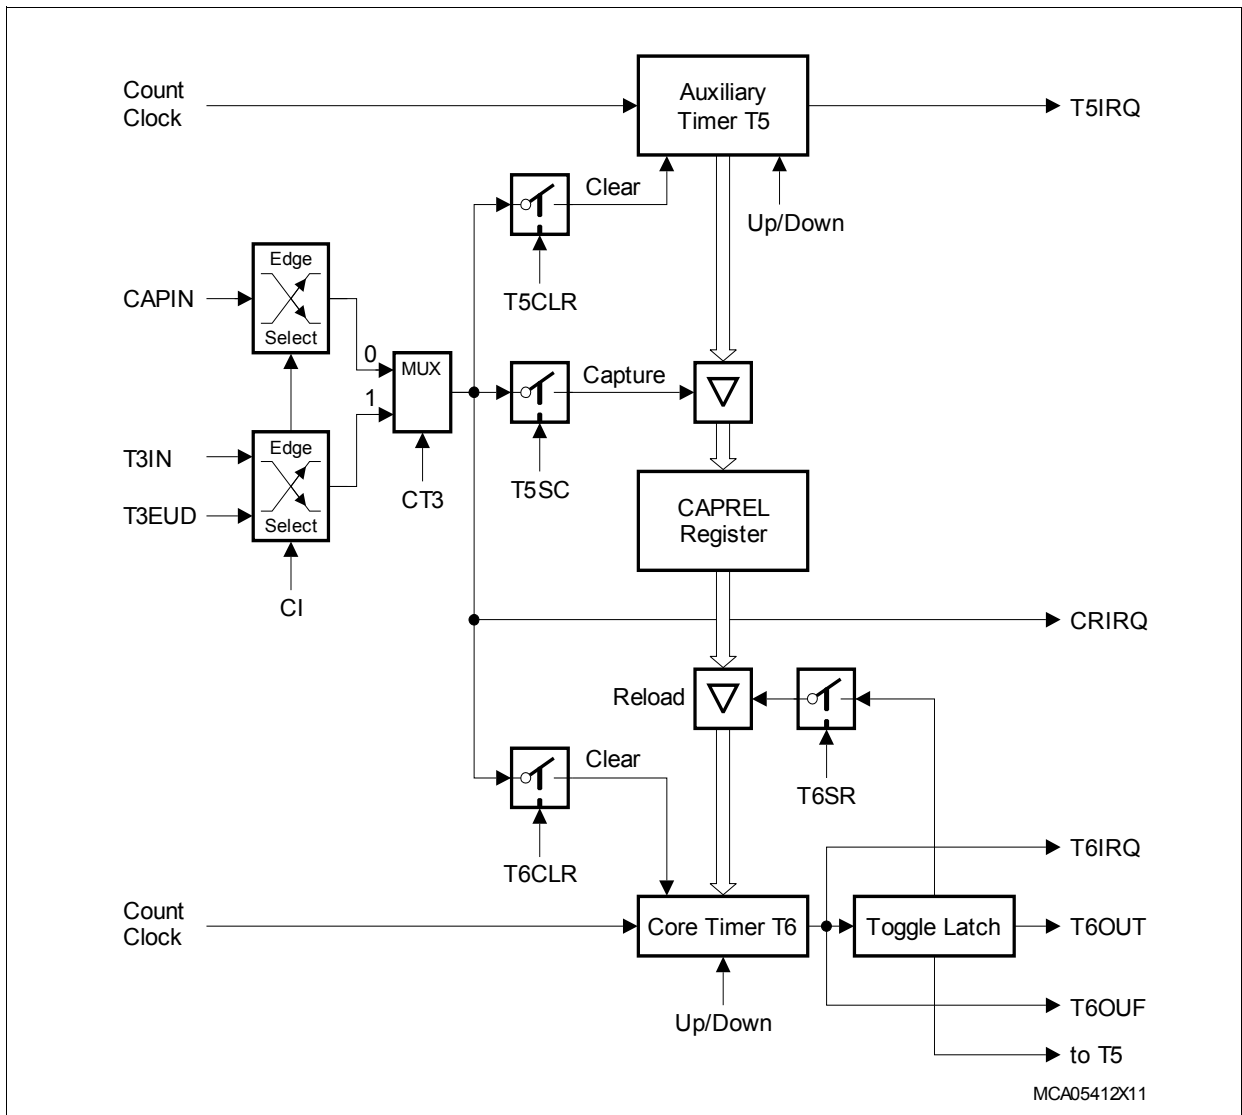 Count
Clock
Auxiliary
Timer T5
T5IRQ
Clear
Up/Down
T5CLR
Edge
Select
CAPIN
0
MUX
1
Capture
T3IN
T3EUD
Edge
Select
CT3
T5SC
CAPREL
Register
CI
CRIRQ
Reload
T6SR
Clear
T6CLR
T6IRQ
Count
Clock
Core Timer T6
Toggle Latch
T6OUT
Up/Down
T6OUF
to T5
MCA05412X11